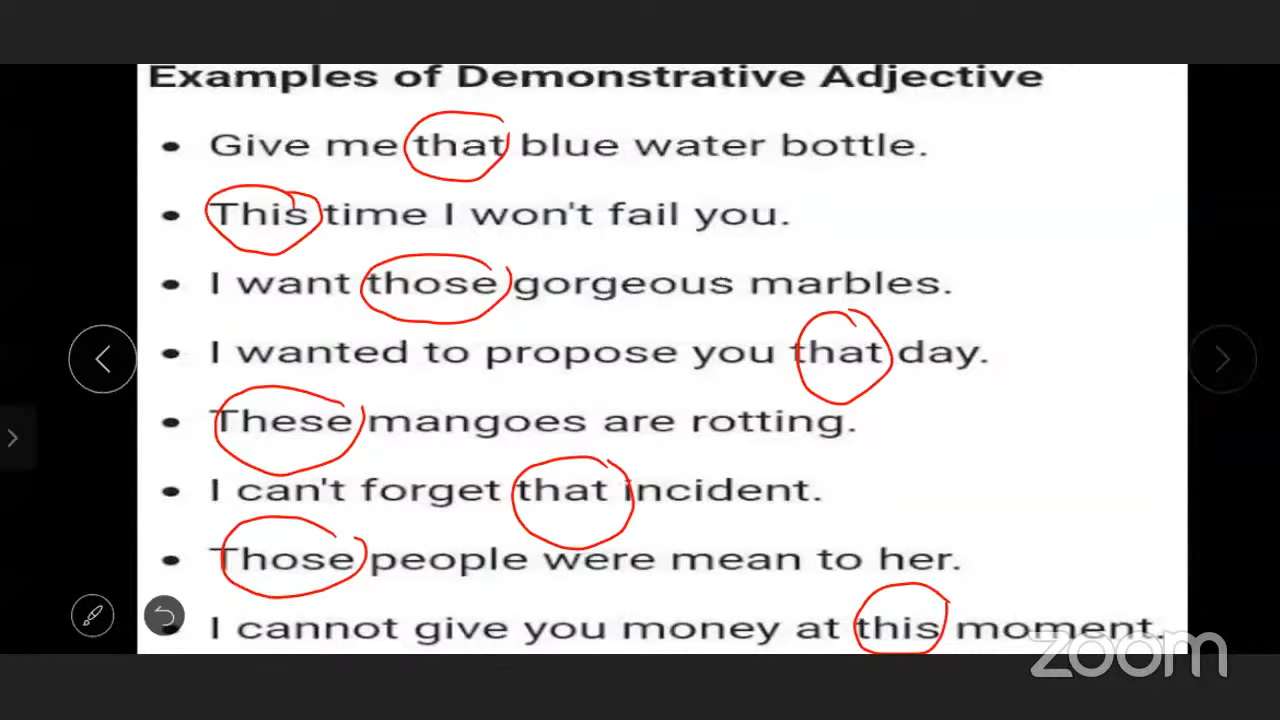 Examples of Demonstrative Adjective
• Give me that blue water bottle.
• This time I won't fail you.
• I want those gorgeous marbles.
• I wanted to propose you that day.
• These mangoes are rotting.
• I can't forget that incident.
• Those people were mean to her.
• I cannot give you money at this moment.
zoom